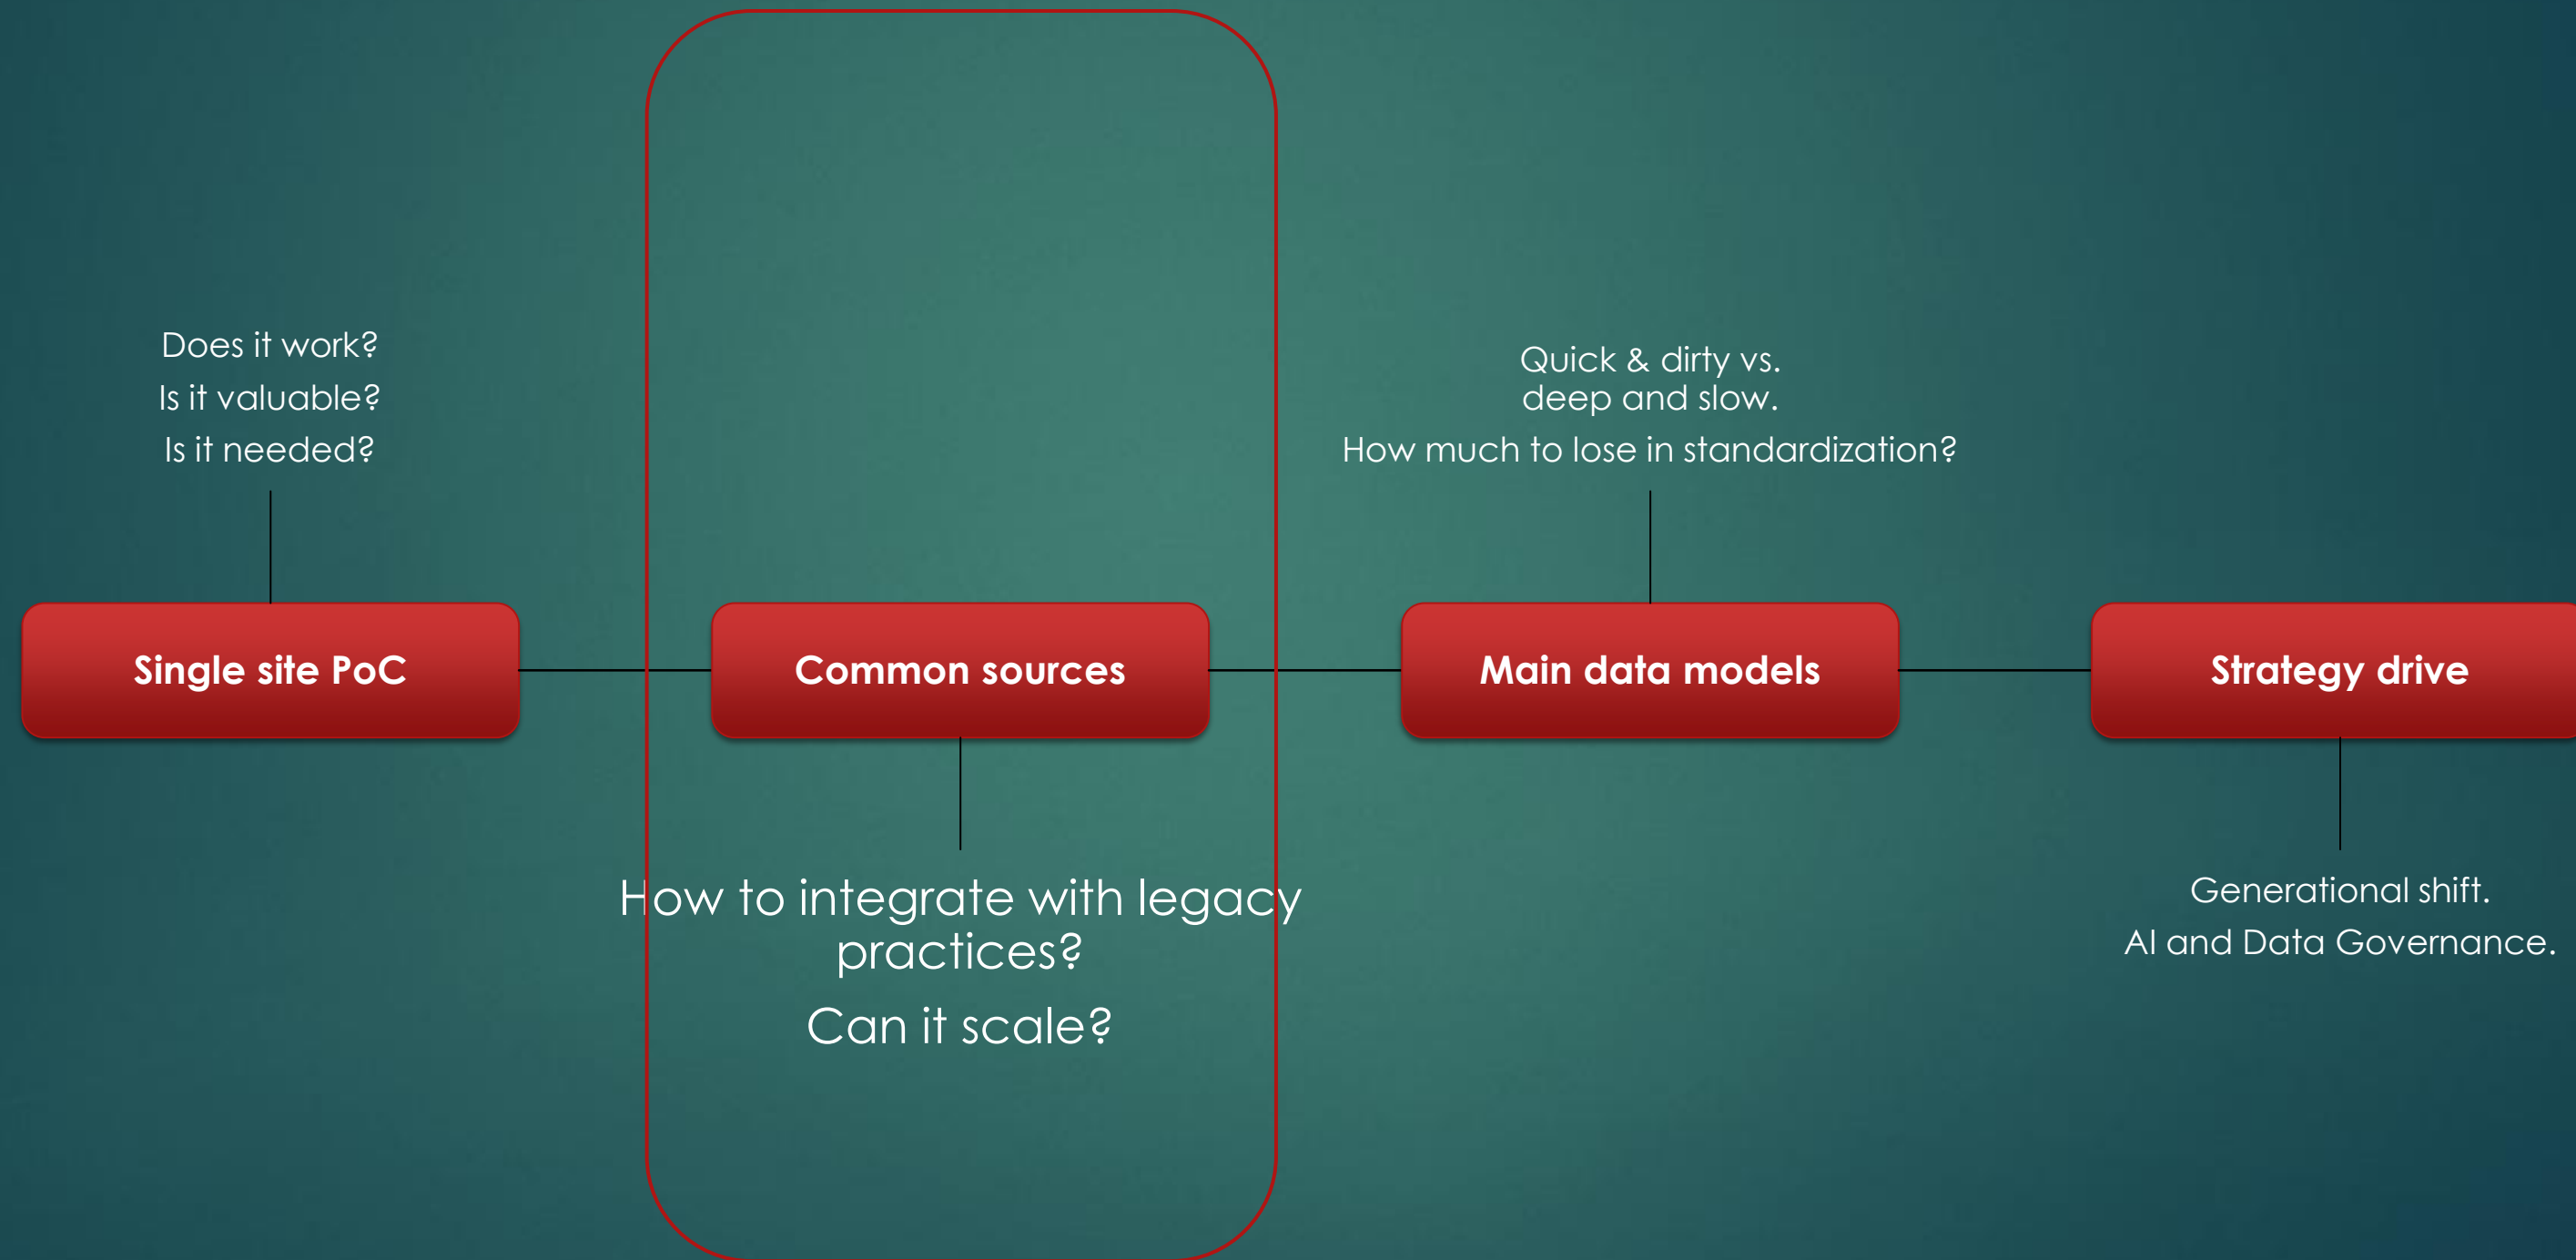 Does it work?
Is it valuable?
Is it needed?
Single site PoC
Common sources
How to integrate with legacy
practices?
Can it scale?
Quick & dirty vs.
deep and slow.
How much to lose in standardization?
Main data models
Strategy drive
Generational shift.
AI and Data Governance.